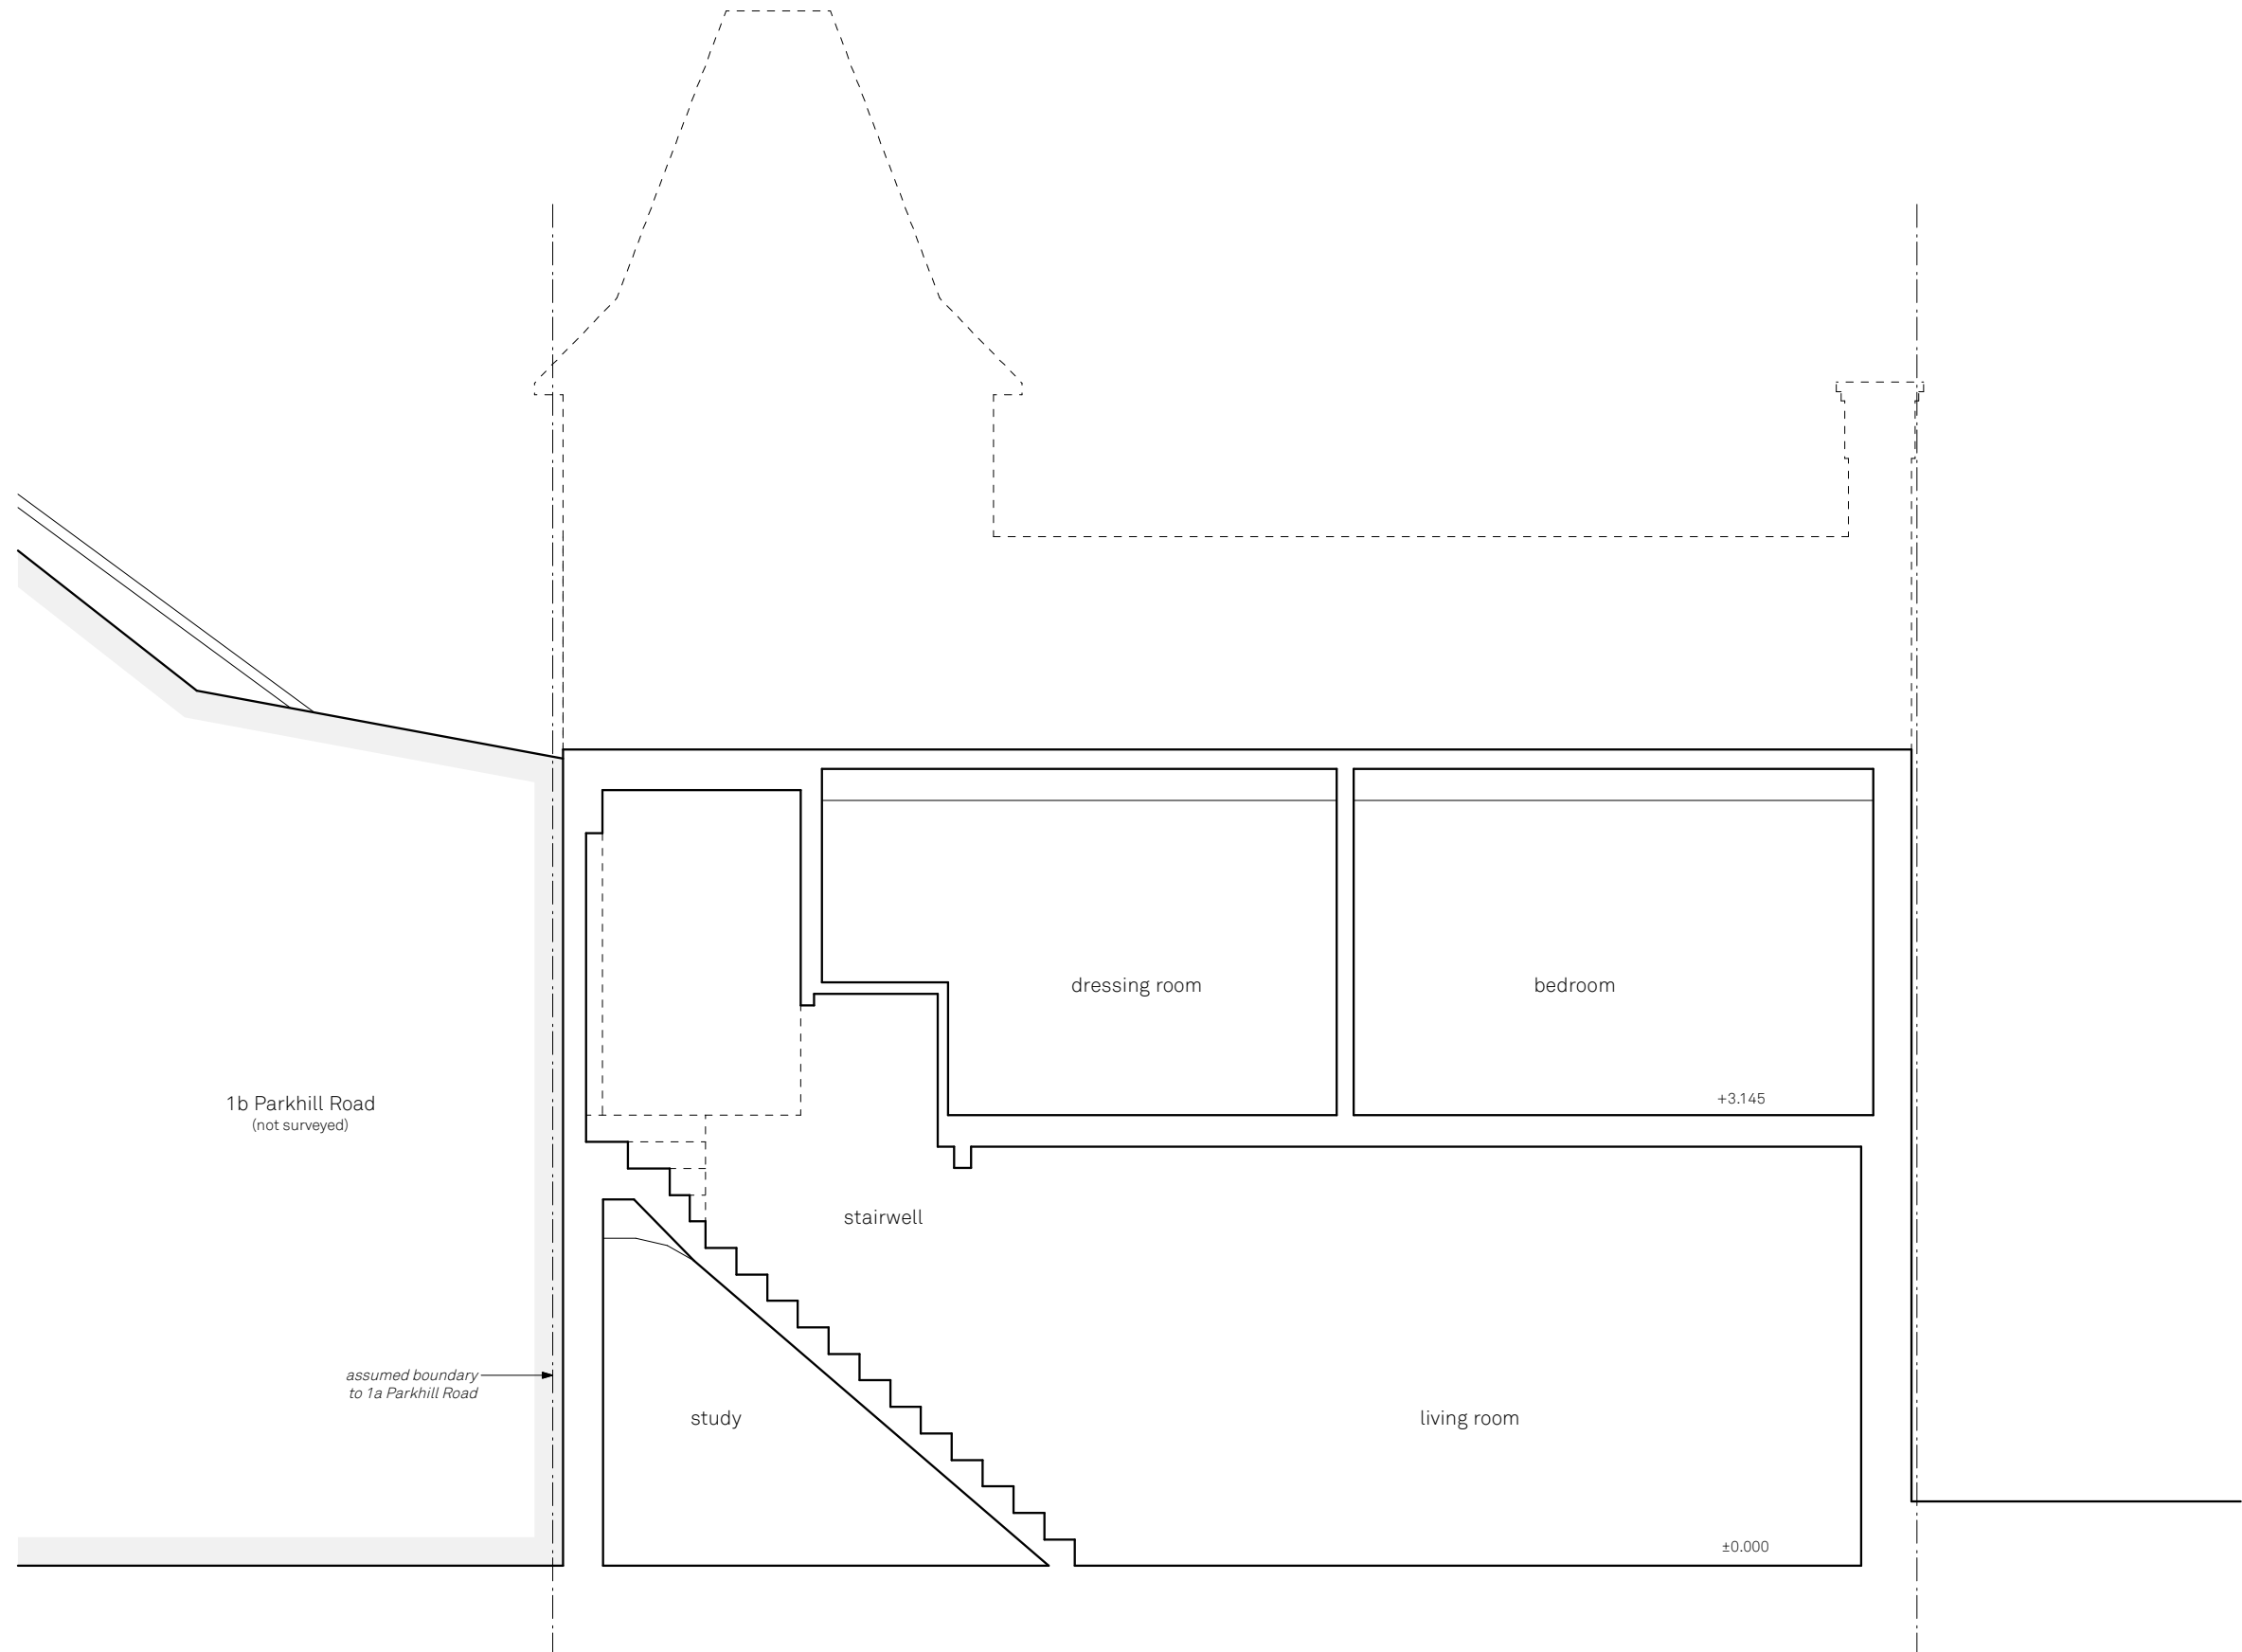 dressing room
bedroom
+3.145
1b Parkhill Road
(not surveyed)
stairwell
assumed boundary
to 1a Parkhill Road
study
living room
±0.000